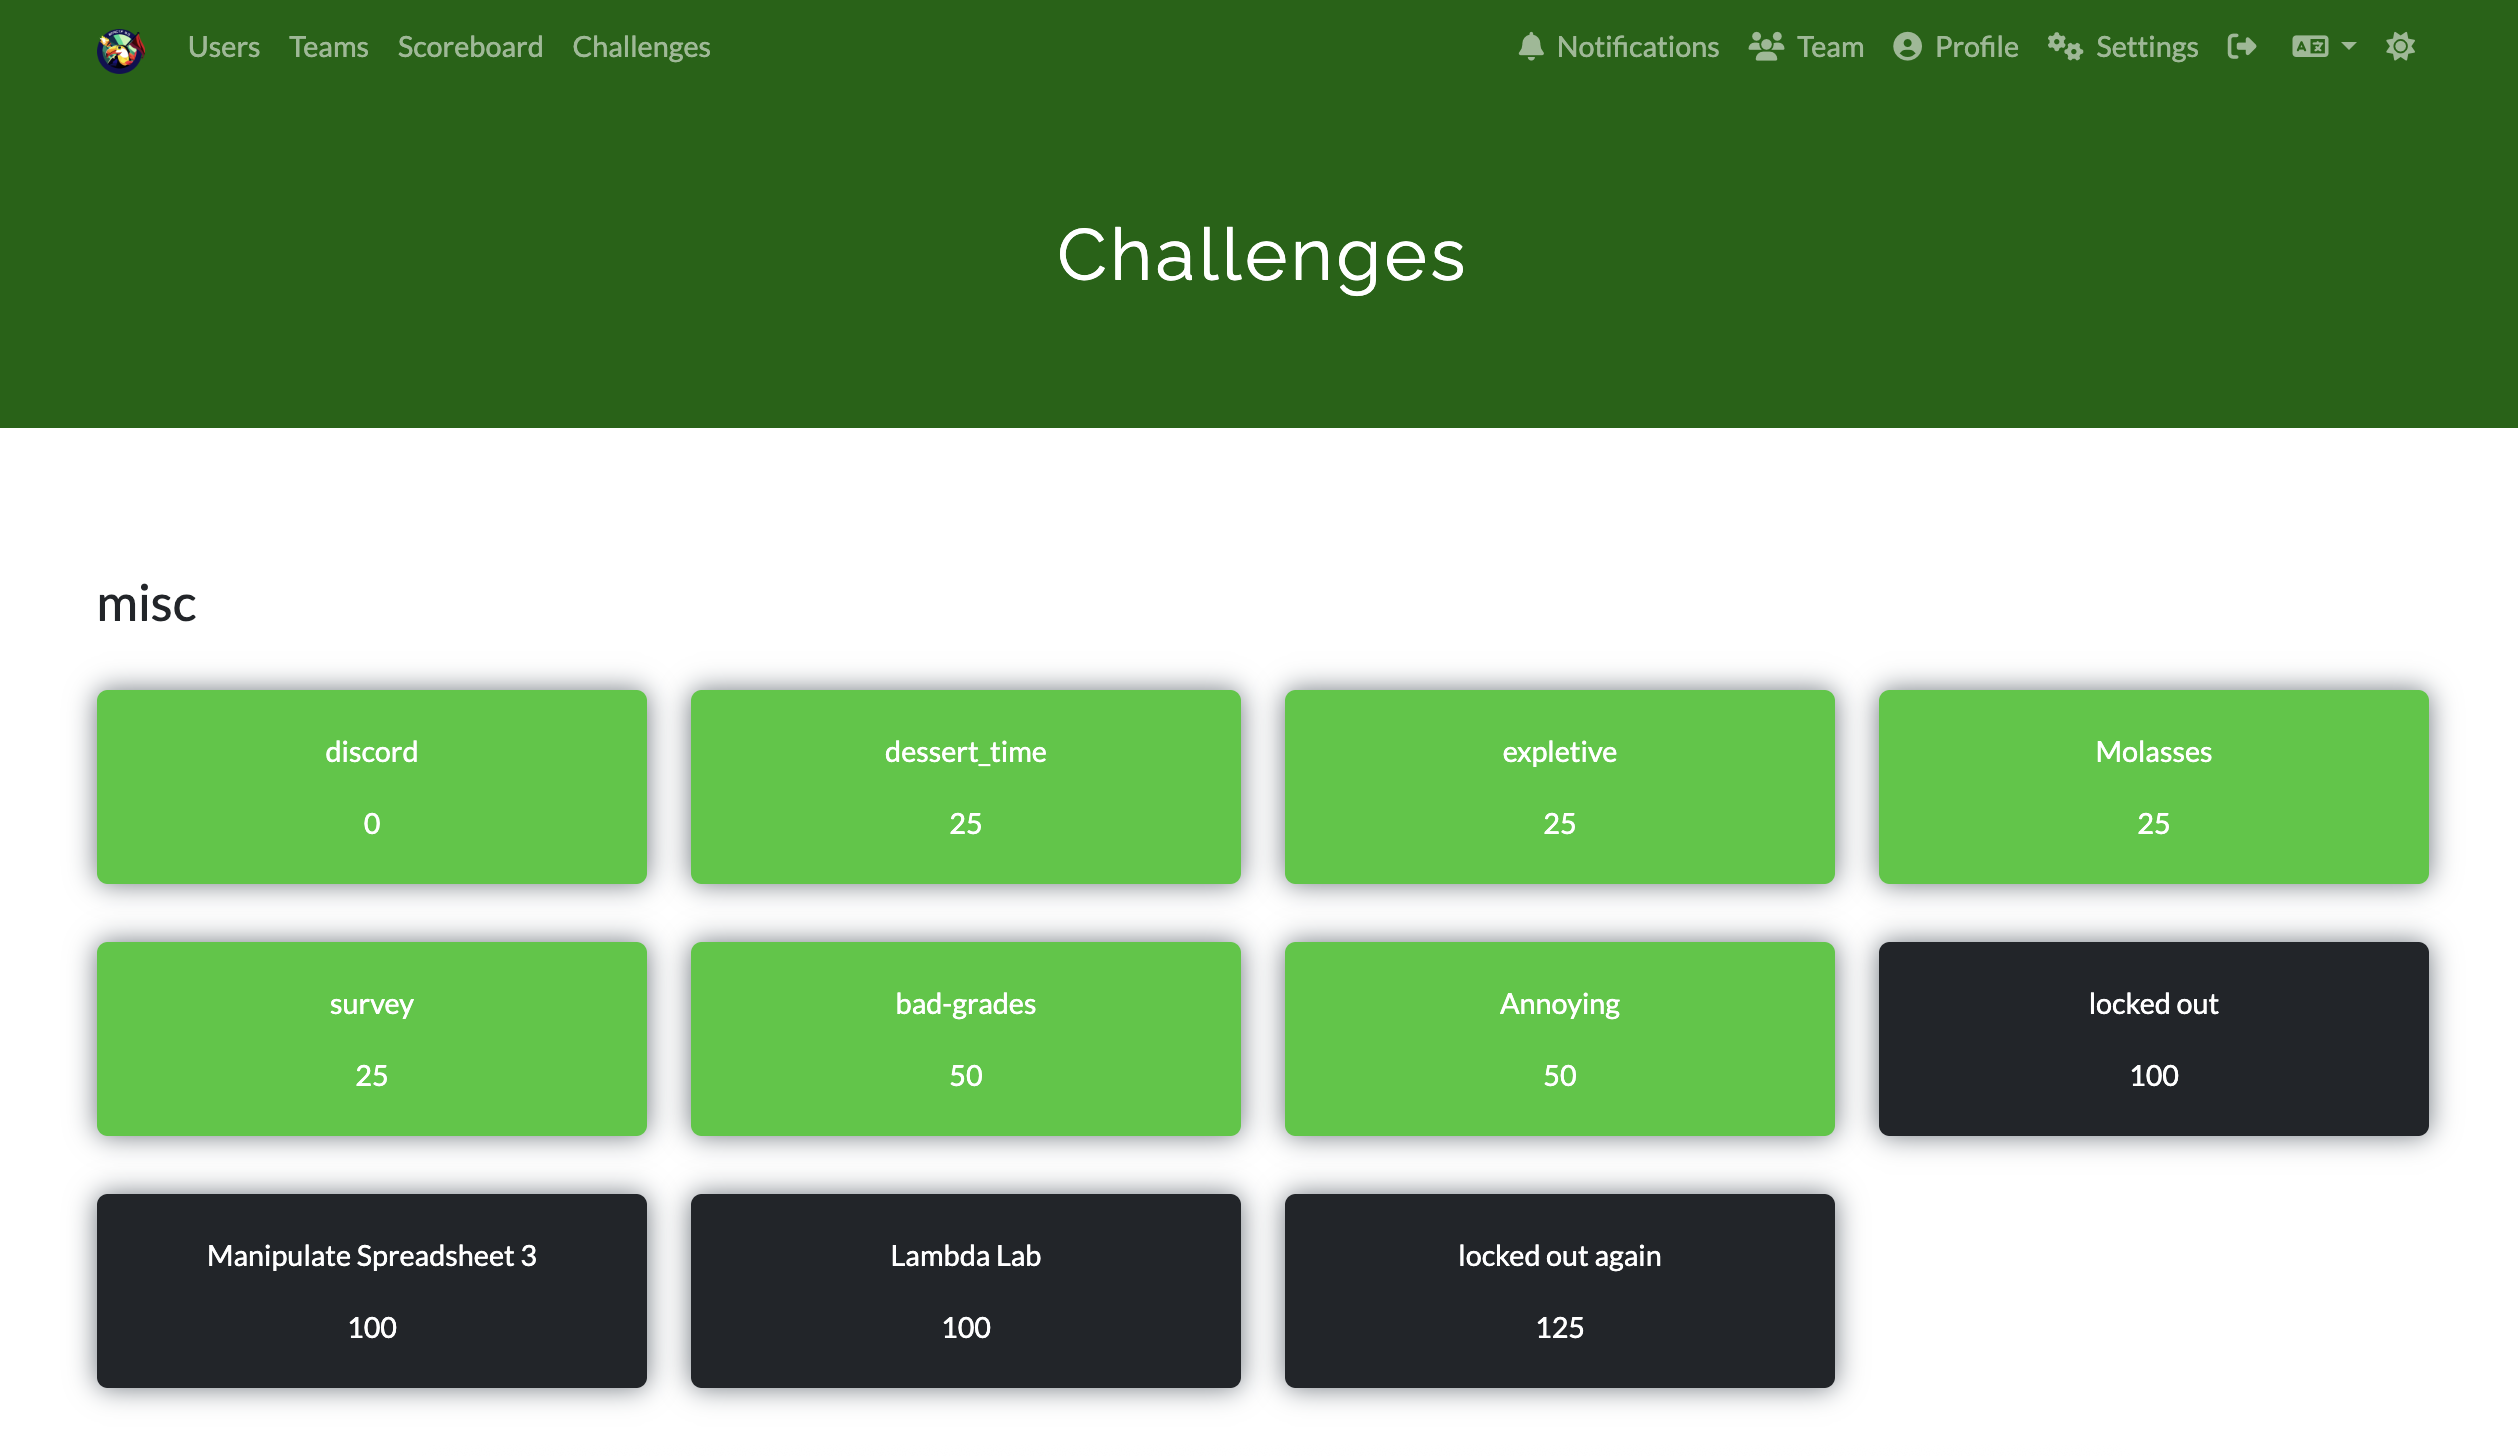 Users Teams Scoreboard Challenges Notifications Team Profile Settings
Challenges
misc
discord
0
dessert_time
25
expletive
25
Molasses
25
survey
25
bad-grades
50
Annoying
50
locked out
100
Manipulate Spreadsheet 3
100
Lambda Lab
100
locked out again
125